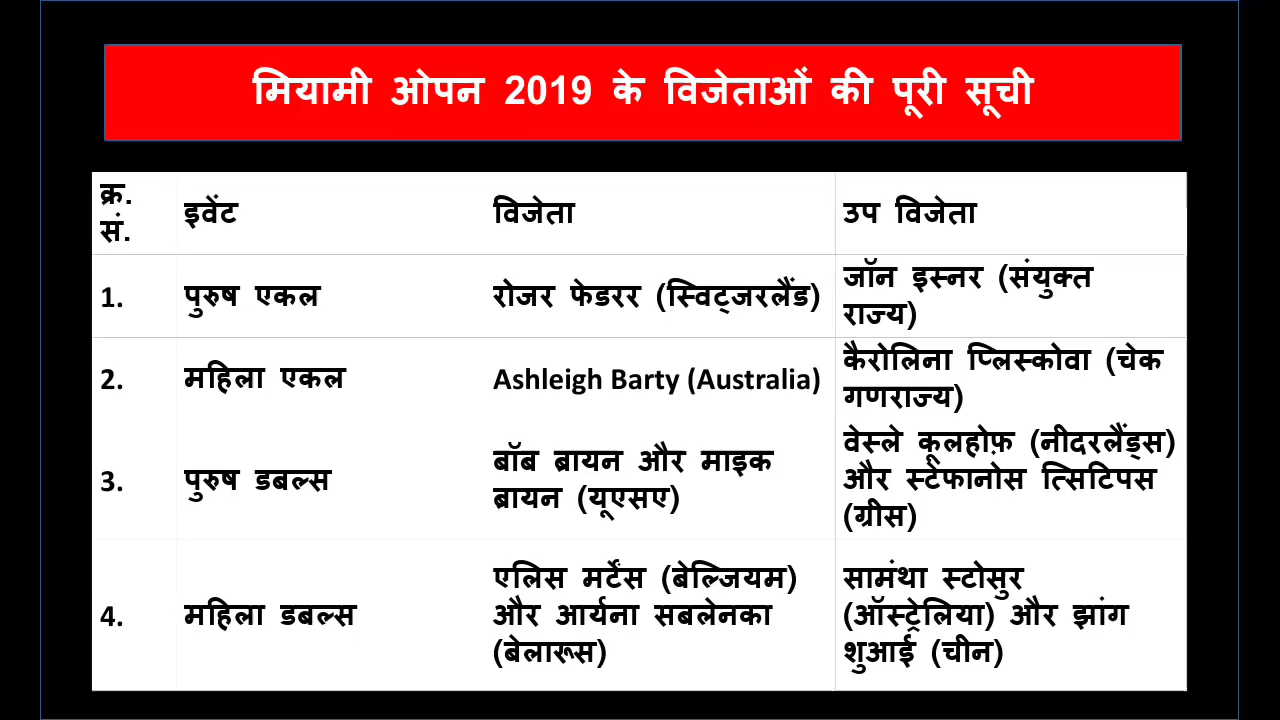 मियामी ओपन 2019 के विजेताओं की पूरी सूची
क्र. सं. इवेंट विजेता उप विजेता
1. पुरुष एकल रोजर फेडरर (स्विट्जरलैंड) जॉन इस्नर (संयुक्त राज्य)
2. महिला एकल Ashleigh Barty (Australia) कैरोलिना प्लिस्कोवा (चेक गणराज्य)
3. पुरुष डबल्स बॉब ब्रायन और माइक ब्रायन (यूएसए) वेस्ले कूलहोफ़ (नीदरलैंड्स) और स्टेफानोस त्सिटिपस (ग्रीस)
4. महिला डबल्स एलिस मर्टेंस (बेल्जियम) और आर्यना सबलेनका (बेलारूस) सामंथा स्टोसुर (ऑस्ट्रेलिया) और झांग शुआई (चीन)